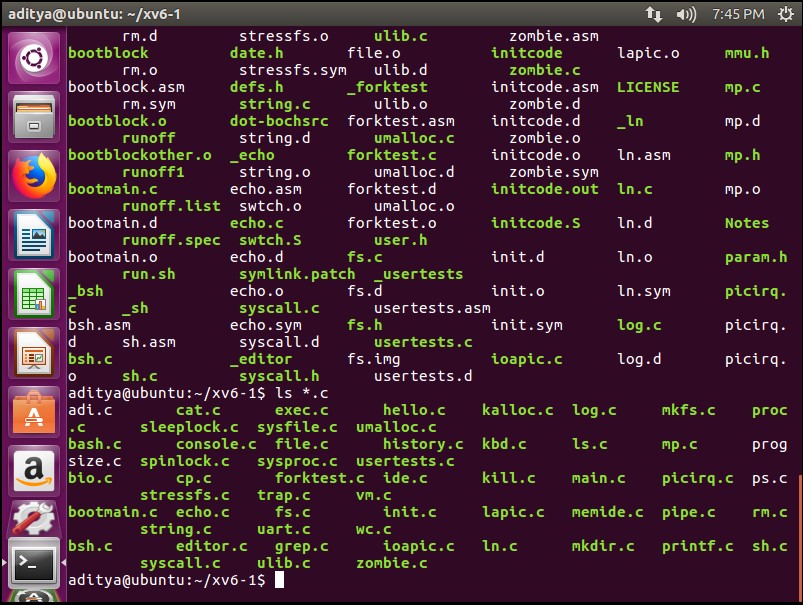 aditya@ubuntu: ~/xv6-1 7:45 PM
rm.d stressfs.o ulib.c zombie.asm
bootblock date.h file.o initcode lapic.o mmu.h
rm.o stressfs.sym ulib.d zombie.c
bootblock.asm defs.h _forktest initcode.asm LICENSE mp.c
rm.sym string.c ulib.o zombie.d
bootblock.o dot-bochsrc forktest.asm initcode.d _ln mp.d
runoff string.d umalloc.c zombie.o
bootblockother.o _echo forktest.c initcode.o ln.asm mp.h
runoff1 string.o umalloc.d zombie.sym
bootmain.c echo.asm forktest.d initcode.out ln.c mp.o
runoff.list swtch.o umalloc.o
bootmain.d echo.c forktest.o initcode.S ln.d Notes
runoff.spec swtch.S user.h
bootmain.o echo.d fs.c init.d ln.o param.h
run.sh symlink.patch _usertests
_bsh echo.o fs.d init.o ln.sym picirq.
c _sh syscall.c usertests.asm
bsh.asm echo.sym fs.h init.sym log.c picirq.
d sh.asm syscall.d usertests.c
bsh.c _editor fs.img ioapic.c log.d picirq.
o sh.c syscall.h usertests.d
aditya@ubuntu:~/xv6-1$ ls *.c
adi.c cat.c exec.c hello.c kalloc.c log.c mkfs.c proc
.c sleeplock.c sysfile.c umalloc.c
bash.c console.c file.c history.c kbd.c ls.c mp.c prog
size.c spinlock.c sysproc.c usertests.c
bio.c cp.c forktest.c ide.c kill.c main.c picirq.c ps.c
stressfs.c trap.c vm.c
bootmain.c echo.c fs.c init.c lapic.c memide.c pipe.c rm.c
string.c uart.c wc.c
bsh.c editor.c grep.c ioapic.c ln.c mkdir.c printf.c sh.c
syscall.c ulib.c zombie.c
aditya@ubuntu:~/xv6-1$